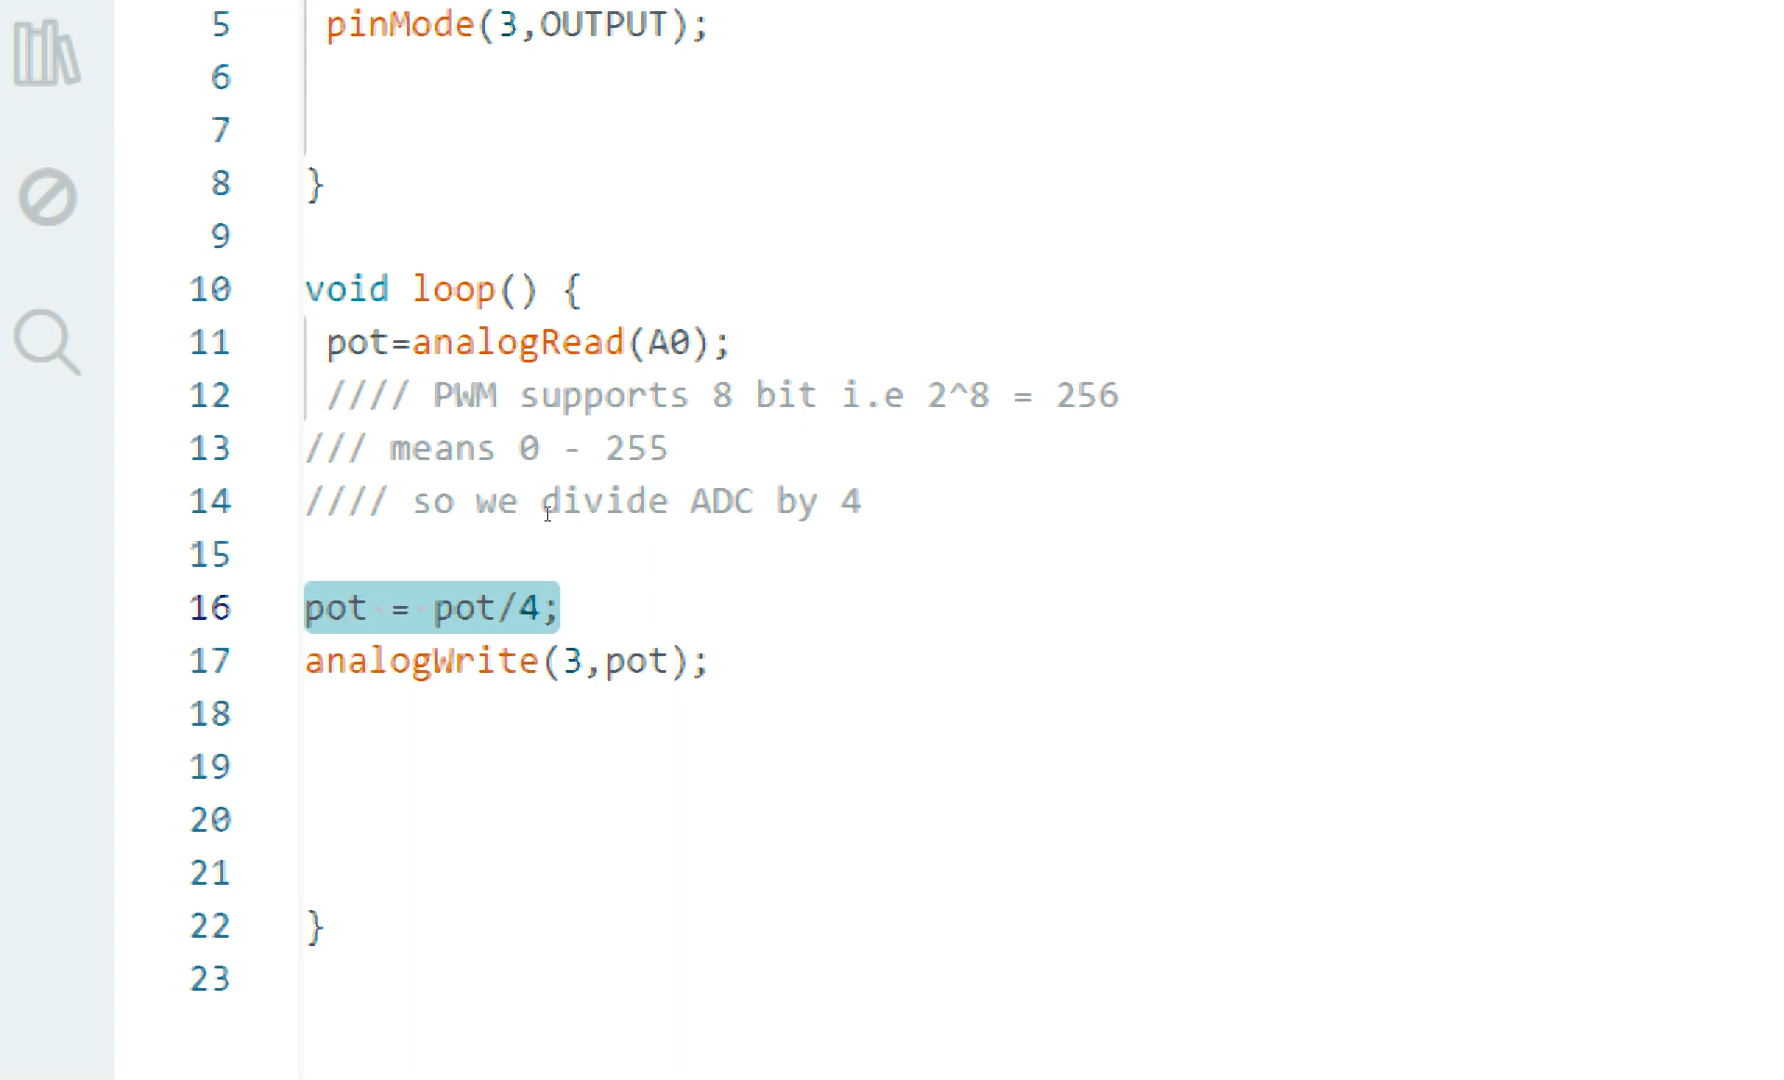 5 pinMode(3,OUTPUT);
6
7
8 }
9
10 void loop() {
11 pot=analogRead(A0);
12 //// PWM supports 8 bit i.e 2^8 = 256
13 /// means 0 - 255
14 //// so we divide ADC by 4
15
16 pot = pot/4;
17 analogWrite(3,pot);
18
19
20
21
22 }
23